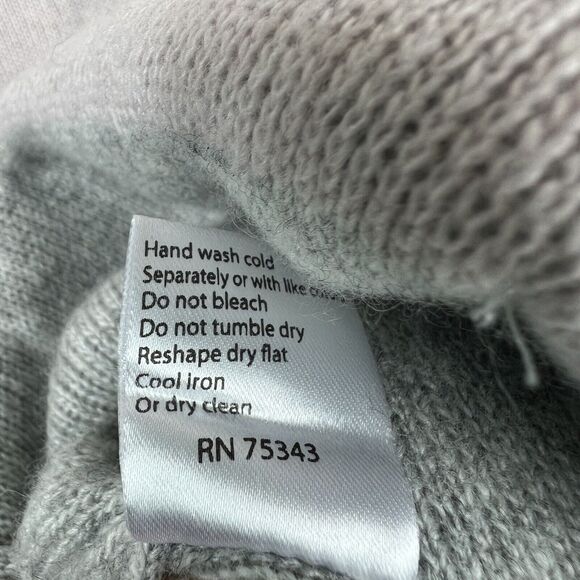 Hand wash cold
Separately or with like colors
Do not bleach
Do not tumble dry
Reshape dry flat
Cool iron
Or dry clean
RN 75343